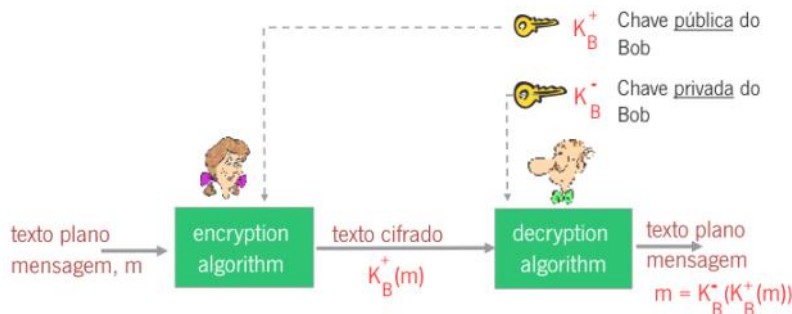 K_B^+ Chave pública do
Bob
K_B^- Chave privada do
Bob
texto plano
mensagem, m
encryption
algorithm
texto cifrado
K_B^+(m)
decryption
algorithm
texto plano
mensagem
m = K_B^-(K_B^+(m))